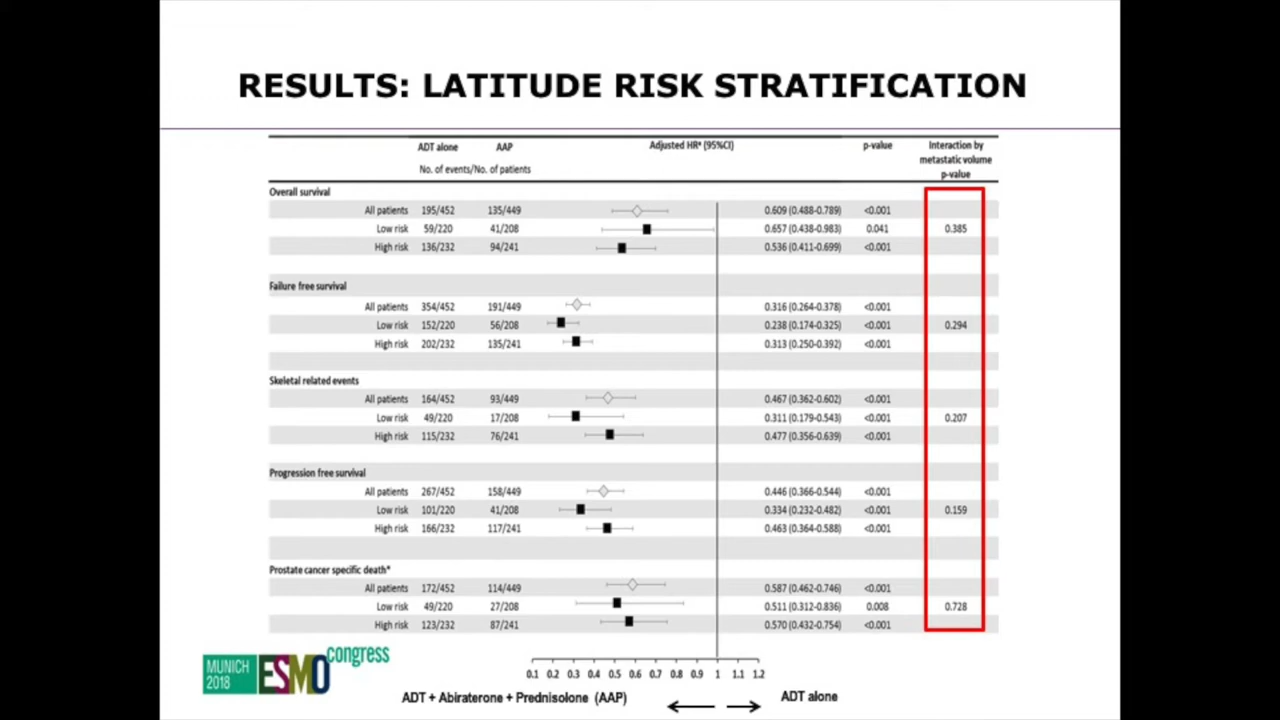 RESULTS: LATITUDE RISK STRATIFICATION
ADT alone AAP Adjusted HR⁺ (95%CI) p-value Interaction by
metastatic volume
p-value
No. of events/No. of patients
Overall survival
All patients 195/452 135/449 0.609 (0.488-0.789) <0.001
Low risk 59/220 41/208 0.657 (0.438-0.983) 0.041 0.385
High risk 136/232 94/241 0.536 (0.411-0.699) <0.001
Failure free survival
All patients 354/452 191/449 0.316 (0.264-0.378) <0.001
Low risk 152/220 56/208 0.238 (0.174-0.325) <0.001 0.294
High risk 202/232 135/241 0.313 (0.250-0.392) <0.001
Skeletal related events
All patients 164/452 93/449 0.467 (0.362-0.602) <0.001
Low risk 49/220 17/208 0.311 (0.179-0.543) <0.001 0.207
High risk 115/232 76/241 0.477 (0.356-0.639) <0.001
Progression free survival
All patients 267/452 158/449 0.446 (0.366-0.544) <0.001
Low risk 101/220 41/208 0.334 (0.232-0.482) <0.001 0.159
High risk 166/232 117/241 0.463 (0.364-0.588) <0.001
Prostate cancer specific death*
All patients 172/452 114/449 0.587 (0.462-0.746) <0.001
Low risk 49/220 27/208 0.511 (0.312-0.836) 0.008 0.728
High risk 123/232 87/241 0.570 (0.432-0.754) <0.001
MUNICH
2018
ESMO congress
0.1 0.2 0.3 0.4 0.5 0.6 0.7 0.8 0.9 1 1.1 1.2
ADT + Abiraterone + Prednisolone (AAP) ADT alone